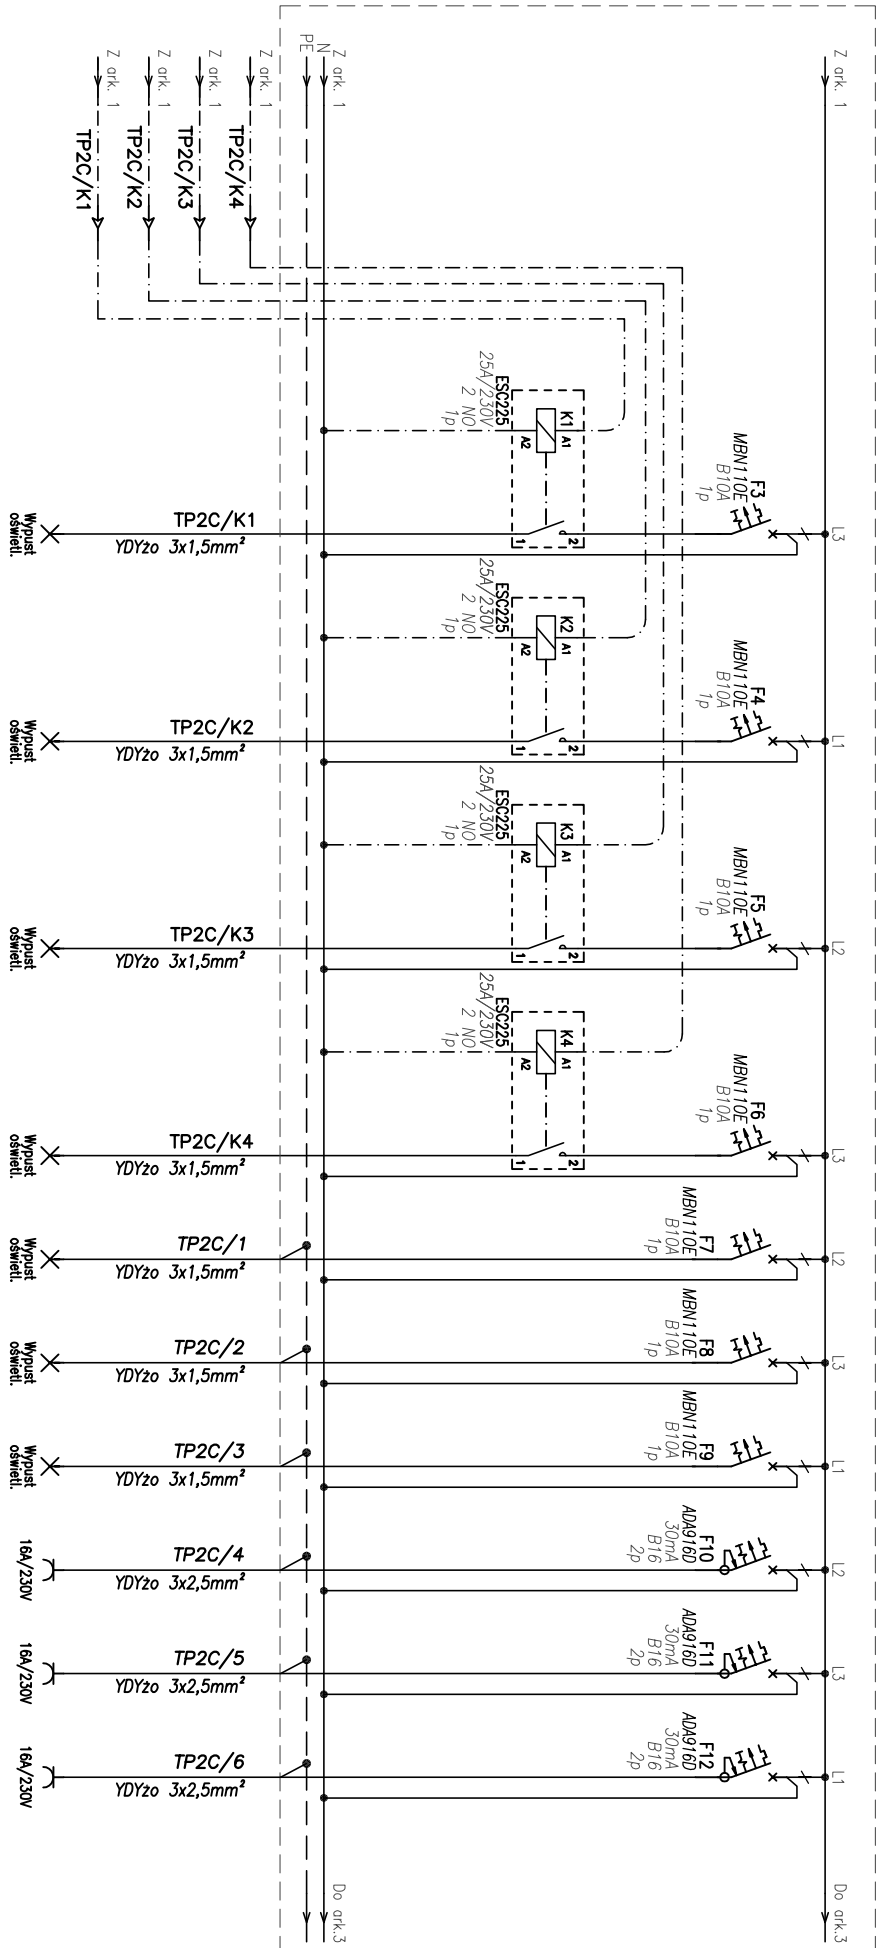 Z ark. 1
Z ark. 1
N
PE
Z ark. 1
Z ark. 1
Z ark. 1
Z ark. 1
TP2C/K4
TP2C/K3
TP2C/K2
TP2C/K1
L3
F3
MBN110E
B10A
1p
K1
A1
A2
ESC225
25A/230V
2 NO
1p
2
1
TP2C/K1
YDYżo 3x1,5mm²
Wypust
oświetl.
L1
F4
MBN110E
B10A
1p
K2
A1
A2
ESC225
25A/230V
2 NO
1p
2
1
TP2C/K2
YDYżo 3x1,5mm²
Wypust
oświetl.
L2
F5
MBN110E
B10A
1p
K3
A1
A2
ESC225
25A/230V
2 NO
1p
2
1
TP2C/K3
YDYżo 3x1,5mm²
Wypust
oświetl.
L3
F6
MBN110E
B10A
1p
K4
A1
A2
ESC225
25A/230V
2 NO
1p
2
1
TP2C/K4
YDYżo 3x1,5mm²
Wypust
oświetl.
L2
F7
MBN110E
B10A
1p
TP2C/1
YDYżo 3x1,5mm²
Wypust
oświetl.
L3
F8
MBN110E
B10A
1p
TP2C/2
YDYżo 3x1,5mm²
Wypust
oświetl.
L1
F9
MBN110E
B10A
1p
TP2C/3
YDYżo 3x1,5mm²
Wypust
oświetl.
L2
F10
ADA916D
30mA
B16
2p
TP2C/4
YDYżo 3x2,5mm²
16A/230V
L3
F11
ADA916D
30mA
B16
2p
TP2C/5
YDYżo 3x2,5mm²
16A/230V
L1
F12
ADA916D
30mA
B16
2p
TP2C/6
YDYżo 3x2,5mm²
16A/230V
Do ark.3
Do ark.3